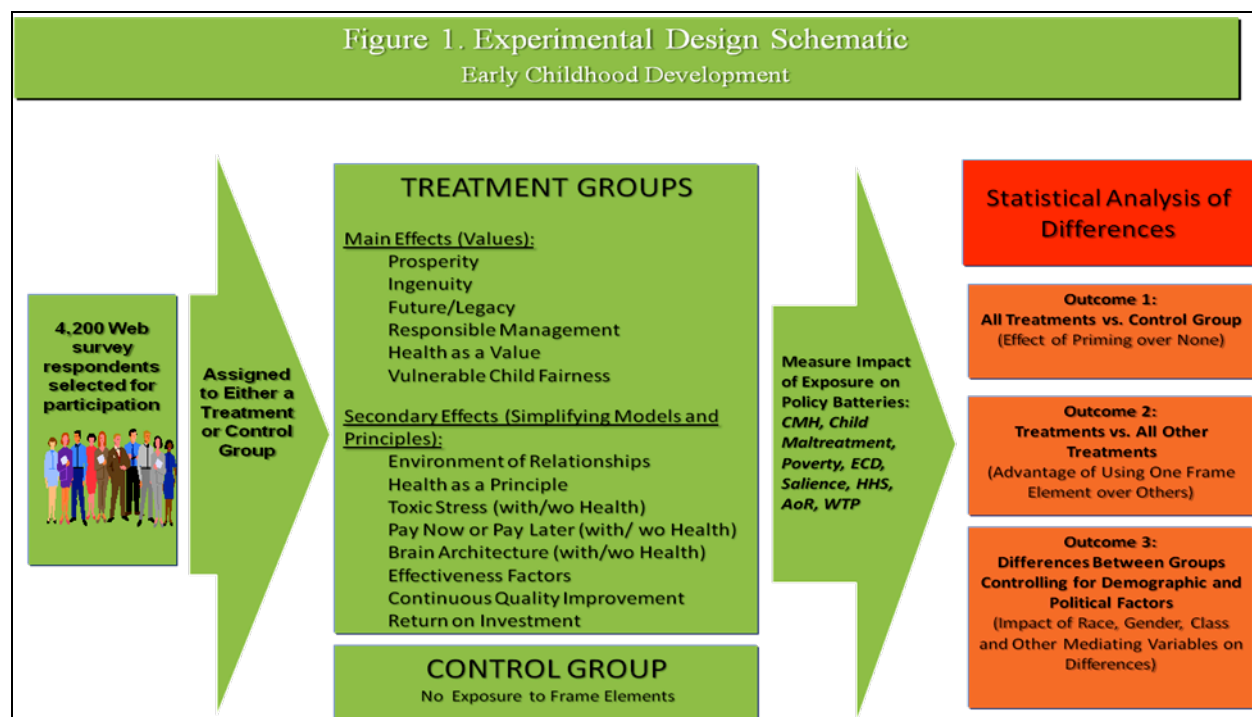 Figure 1. Experimental Design Schematic
Early Childhood Development
4,200 Web
survey
respondents
selected for
participation
Assigned
to Either a
Treatment
or Control
Group
TREATMENT GROUPS
Main Effects (Values):
Prosperity
Ingenuity
Future/Legacy
Responsible Management
Health as a Value
Vulnerable Child Fairness
Secondary Effects (Simplifying Models and
Principles):
Environment of Relationships
Health as a Principle
Toxic Stress (with/wo Health)
Pay Now or Pay Later (with/ wo Health)
Brain Architecture (with/wo Health)
Effectiveness Factors
Continuous Quality Improvement
Return on Investment
CONTROL GROUP
No Exposure to Frame Elements
Measure Impact
of Exposure on
Policy Batteries:
CMH, Child
Maltreatment,
Poverty, ECD,
Salience, HHS,
AoR, WTP
Statistical Analysis of
Differences
Outcome 1:
All Treatments vs. Control Group
(Effect of Priming over None)
Outcome 2:
Treatments vs. All Other
Treatments
(Advantage of Using One Frame
Element over Others)
Outcome 3:
Differences Between Groups
Controlling for Demographic and
Political Factors
(Impact of Race, Gender, Class
and Other Mediating Variables on
Differences)